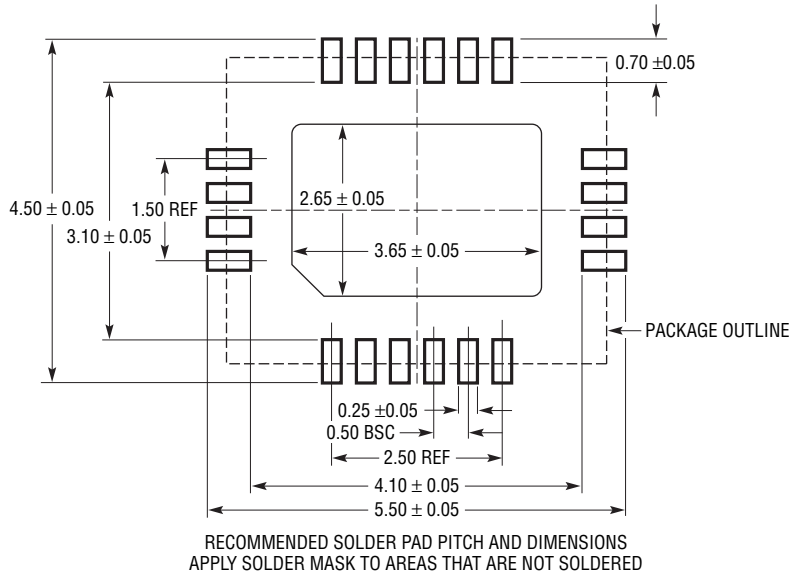 0.70 ±0.05
4.50 ± 0.05
1.50 REF
2.65 ± 0.05
3.10 ± 0.05
3.65 ± 0.05
PACKAGE OUTLINE
0.25 ±0.05
0.50 BSC
2.50 REF
4.10 ± 0.05
5.50 ± 0.05
RECOMMENDED SOLDER PAD PITCH AND DIMENSIONS
APPLY SOLDER MASK TO AREAS THAT ARE NOT SOLDERED